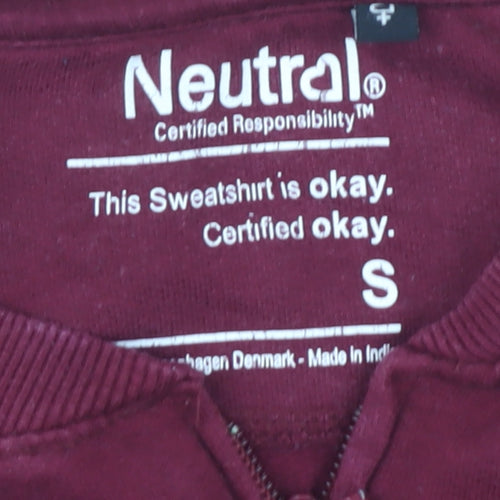 Neutral®
Certified Responsibility™
This Sweatshirt is okay.
Certified okay.
S
Denmark - Made in